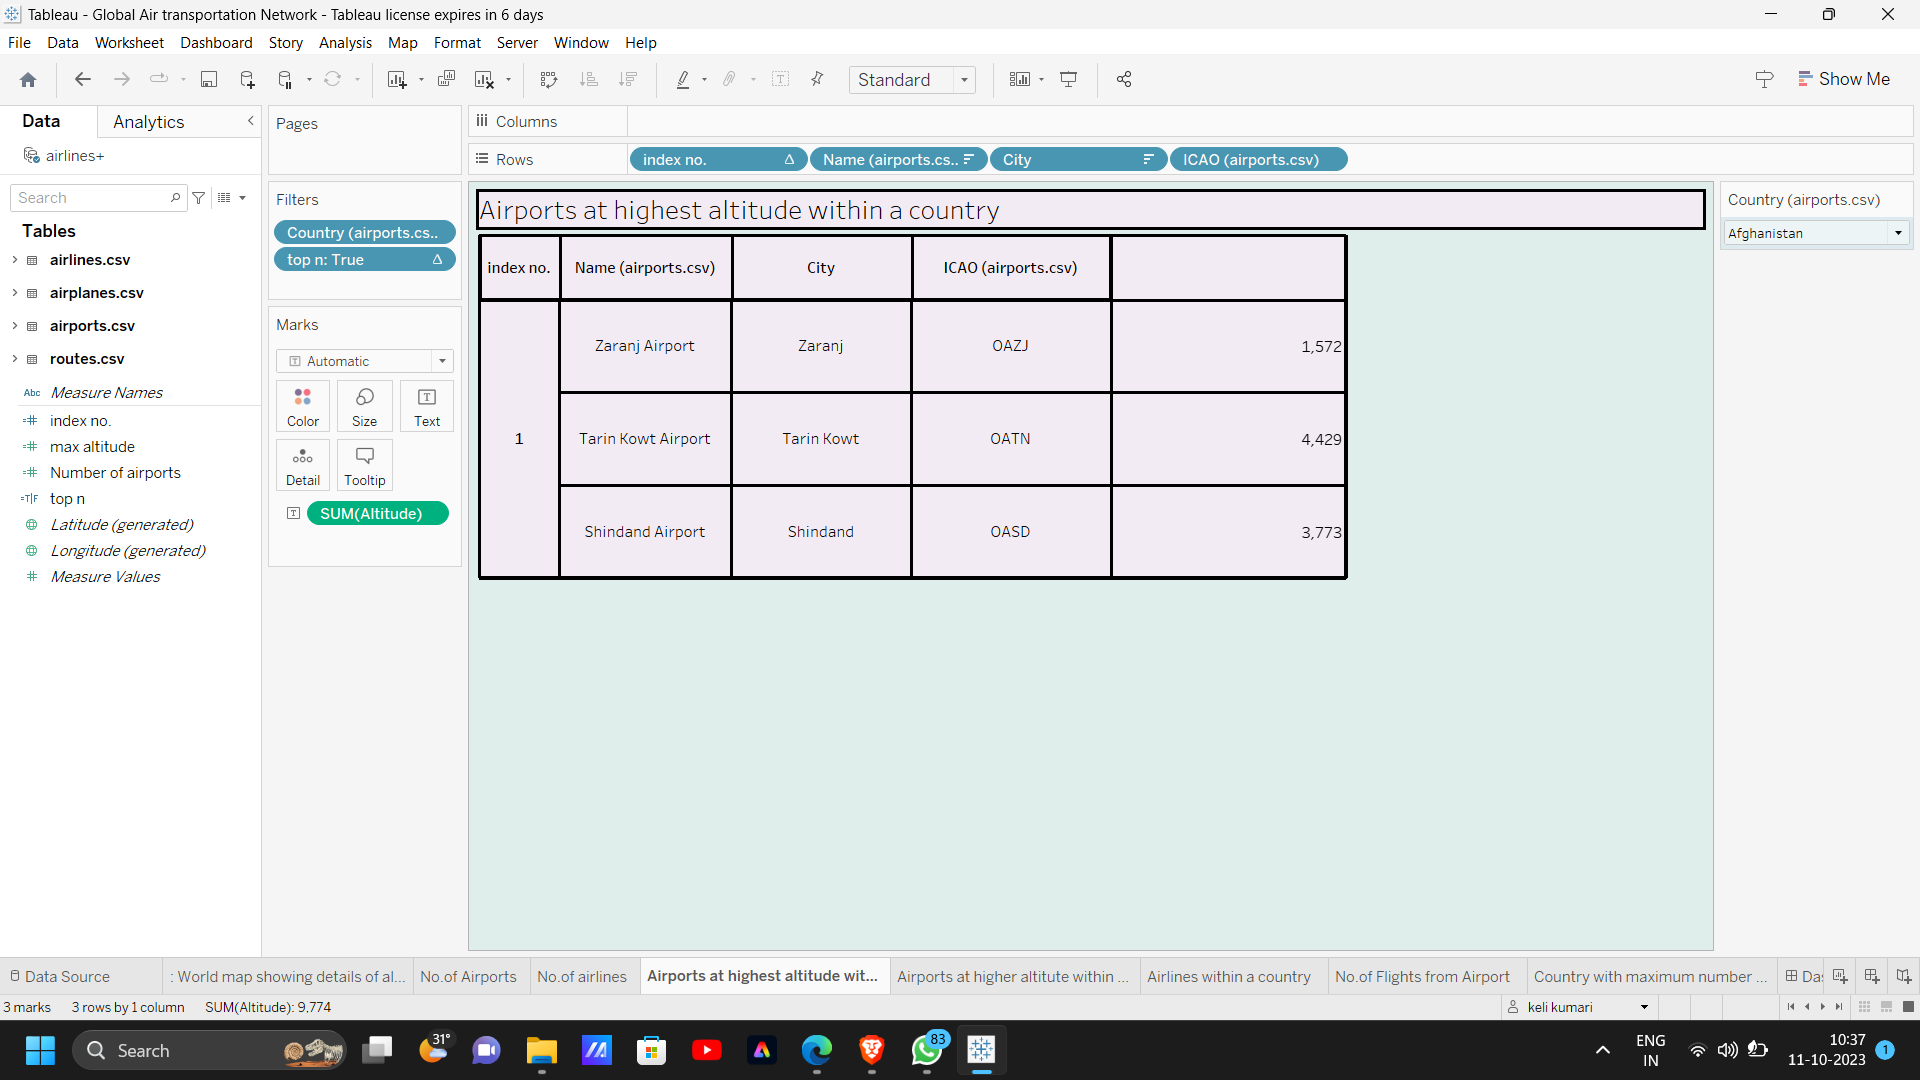 Tableau - Global Air transportation Network - Tableau license expires in 6 days
File Data Worksheet Dashboard Story Analysis Map Format Server Window Help
Standard
Show Me
Data Analytics
airlines+
Search
Tables
airlines.csv
airplanes.csv
airports.csv
routes.csv
Abc Measure Names
index no.
max altitude
Number of airports
=T|F top n
Latitude (generated)
Longitude (generated)
Measure Values
Pages
Filters
Country (airports.cs..
top n: True
Marks
Automatic
Color Size Text
Detail Tooltip
SUM(Altitude)
Columns
Rows index no. Name (airports.cs.. City ICAO (airports.csv)
Airports at highest altitude within a country
index no. Name (airports.csv) City ICAO (airports.csv)
1
Zaranj Airport Zaranj OAZJ 1,572
Tarin Kowt Airport Tarin Kowt OATN 4,429
Shindand Airport Shindand OASD 3,773
Country (airports.csv)
Afghanistan
Data Source : World map showing details of al... No.of Airports No.of airlines Airports at highest altitude wit... Airports at higher altitute within ... Airlines within a country No.of Flights from Airport Country with maximum number ... Das
3 marks 3 rows by 1 column SUM(Altitude): 9,774 keli kumari
Search
31°
83
ENG
IN
10:37
11-10-2023
1